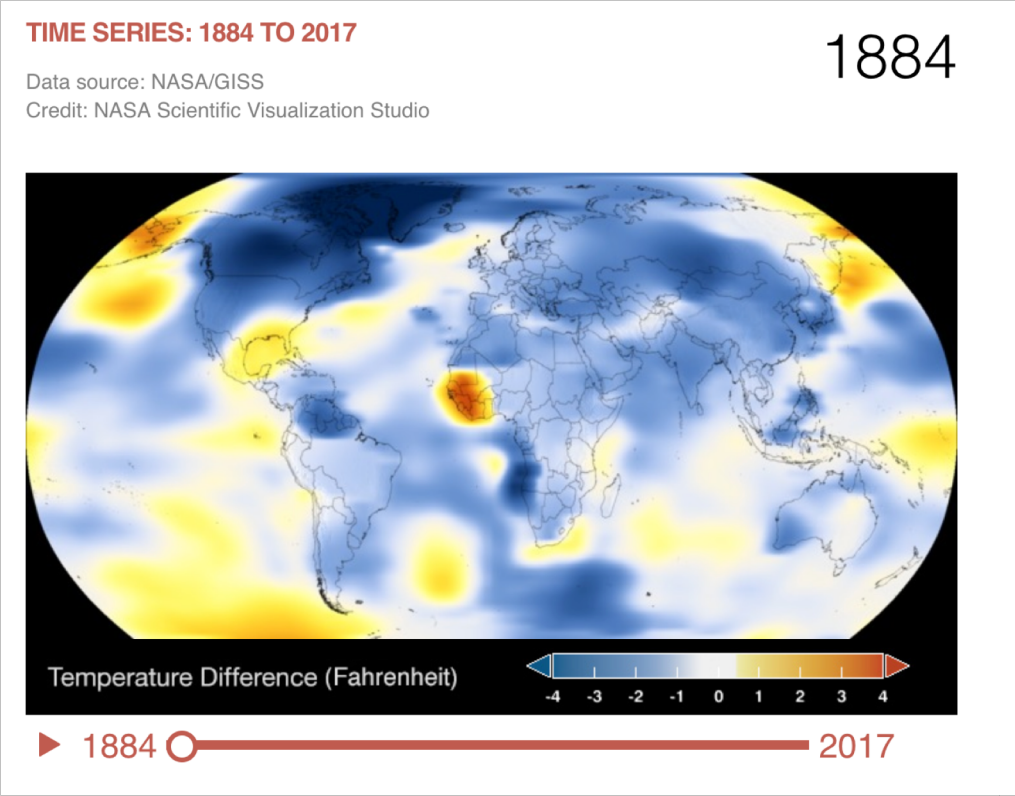 TIME SERIES: 1884 TO 2017
1884
Data source: NASA/GISS
Credit: NASA Scientific Visualization Studio
Temperature Difference (Fahrenheit)
-4 -3 -2 -1 0 1 2 3 4
1884 2017